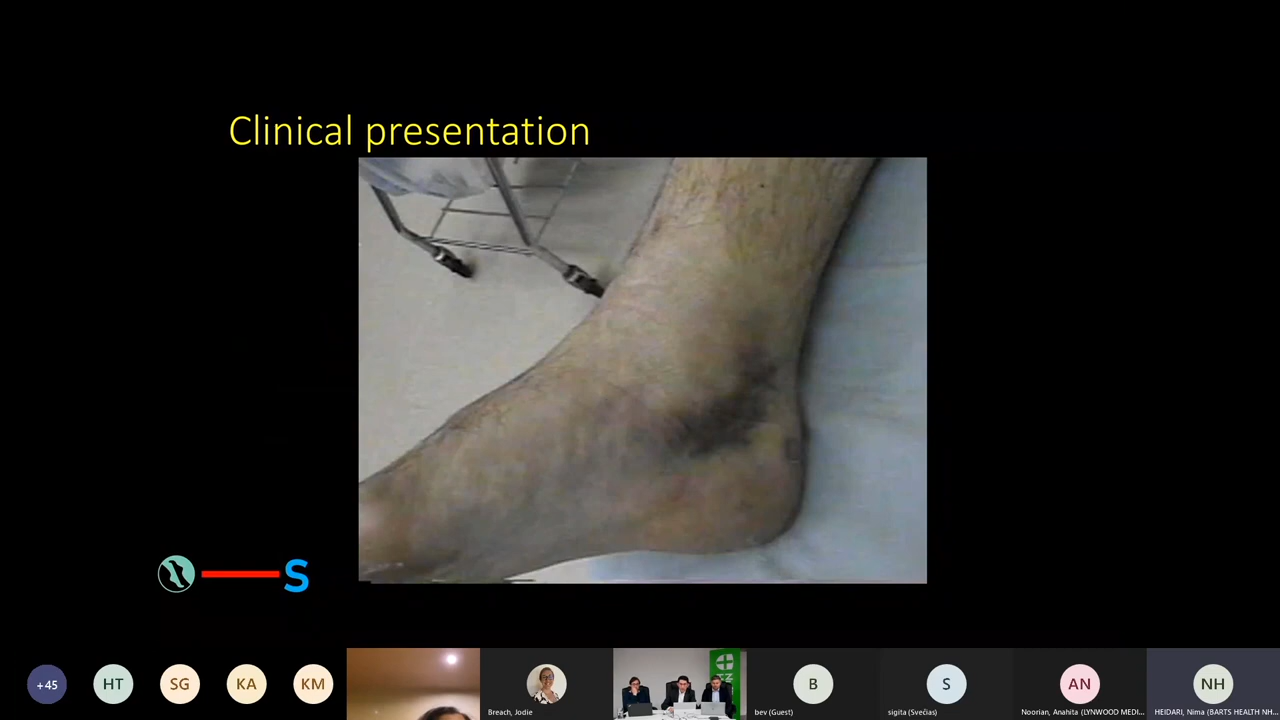 Clinical presentation
S
+45
HT
SG
KA
KM
B
S
AN
NH
Breach, Jodie
bev (Guest)
sigita (Svečias)
Noorian, Anahita (LYNWOOD MEDI...
HEIDARI, Nima (BARTS HEALTH NH...